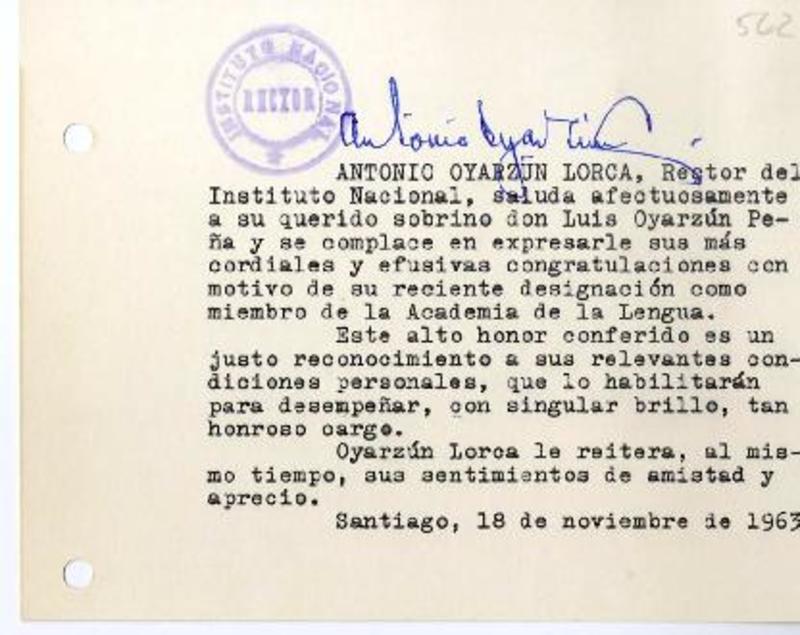 562
INSTITUTO NACIONAL
RECTOR
Antonio Oyarzún
ANTONIO OYARZÚN LORCA, Rector del
Instituto Nacional, saluda afectuosamente
a su querido sobrino don Luis Oyarzún Pe-
ña y se complace en expresarle sus más
cordiales y efusivas congratulaciones con
motivo de su reciente designación como
miembro de la Academia de la Lengua.
Este alto honor conferido es un
justo reconocimiento a sus relevantes con-
diciones personales, que lo habilitarán
para desempeñar, con singular brillo, tan
honroso cargo.
Oyarzún Lorca le reitera, al mis-
mo tiempo, sus sentimientos de amistad y
aprecio.
Santiago, 18 de noviembre de 1963